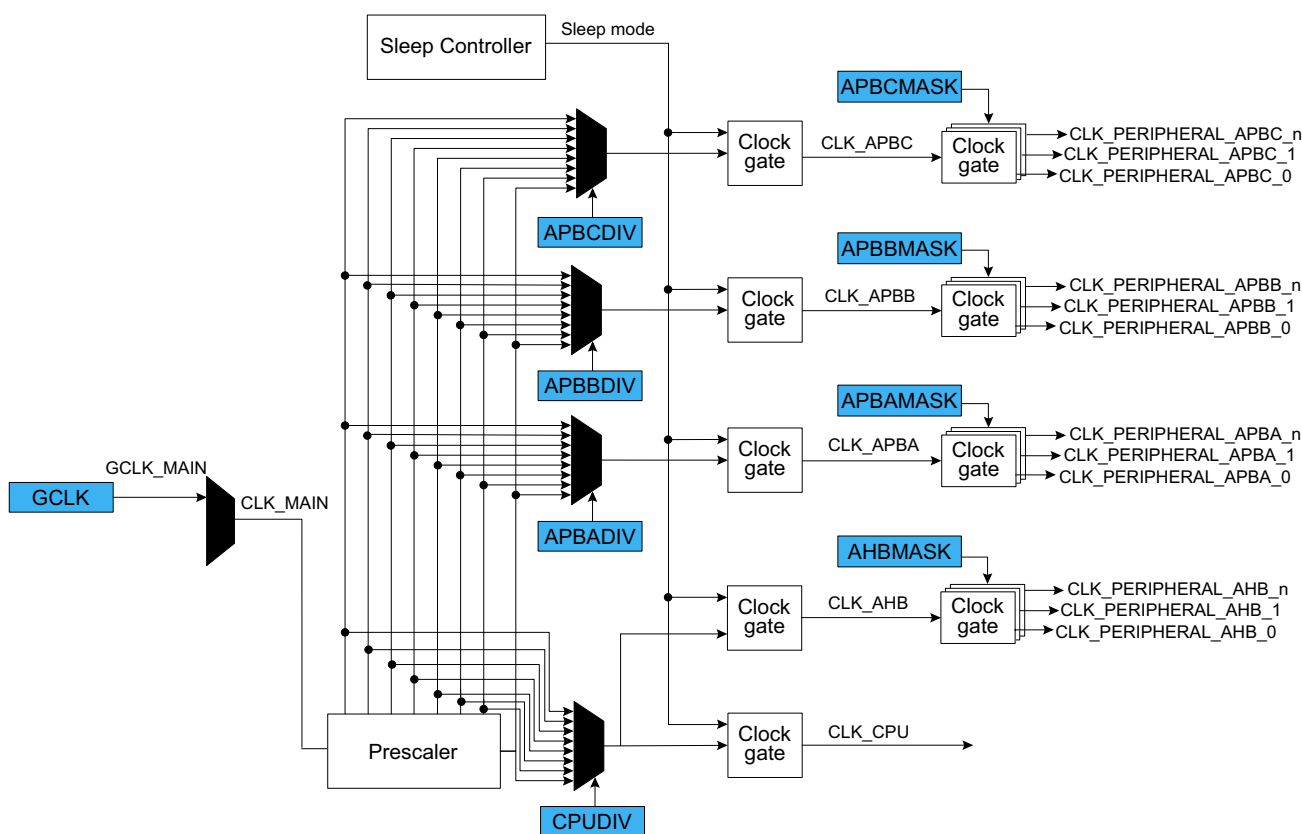 Sleep mode
Sleep Controller
APBCMASK
Clock
gate
CLK_APBC
Clock
gate
CLK_PERIPHERAL_APBC_n
CLK_PERIPHERAL_APBC_1
CLK_PERIPHERAL_APBC_0
APBCDIV
APBBMASK
Clock
gate
CLK_APBB
Clock
gate
CLK_PERIPHERAL_APBB_n
CLK_PERIPHERAL_APBB_1
CLK_PERIPHERAL_APBB_0
APBBDIV
APBAMASK
Clock
gate
CLK_APBA
Clock
gate
CLK_PERIPHERAL_APBA_n
CLK_PERIPHERAL_APBA_1
CLK_PERIPHERAL_APBA_0
GCLK
GCLK_MAIN
CLK_MAIN
APBADIV
AHBMASK
Clock
gate
CLK_AHB
Clock
gate
CLK_PERIPHERAL_AHB_n
CLK_PERIPHERAL_AHB_1
CLK_PERIPHERAL_AHB_0
Prescaler
Clock
gate
CLK_CPU
CPUDIV